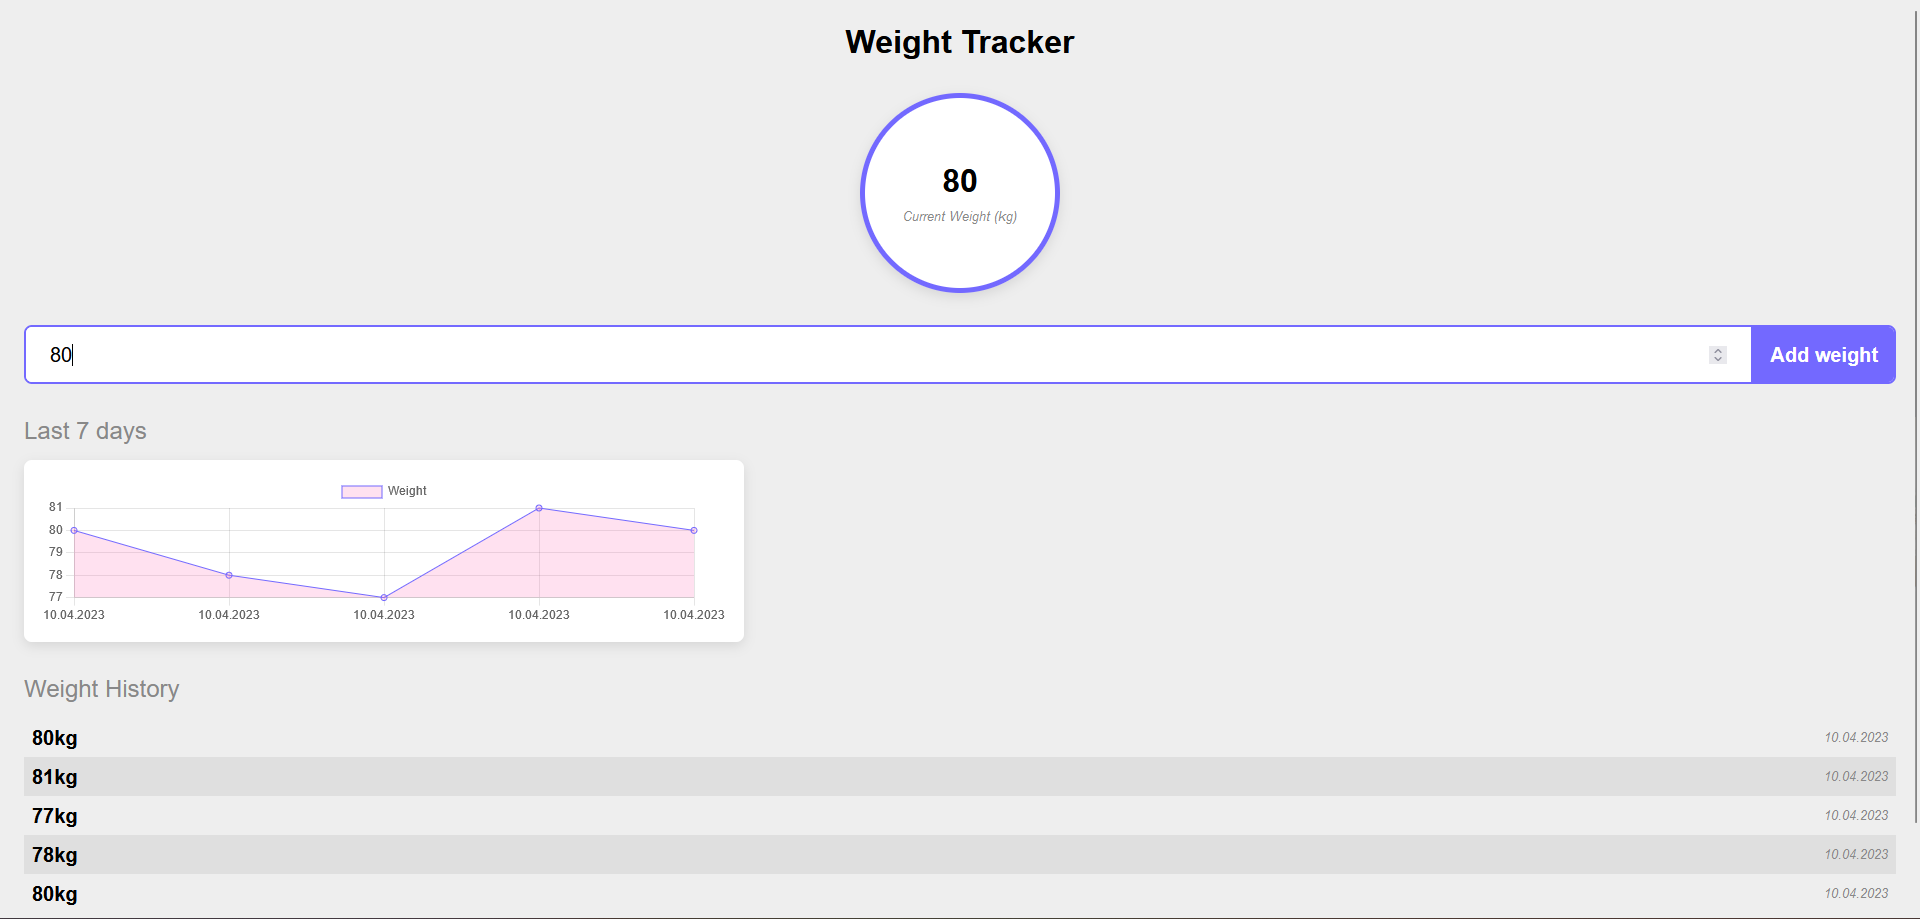 Weight Tracker
80
Current Weight (kg)
80
Add weight
Last 7 days
Weight
81
80
79
78
77
10.04.2023 10.04.2023 10.04.2023 10.04.2023 10.04.2023
Weight History
80kg 10.04.2023
81kg 10.04.2023
77kg 10.04.2023
78kg 10.04.2023
80kg 10.04.2023